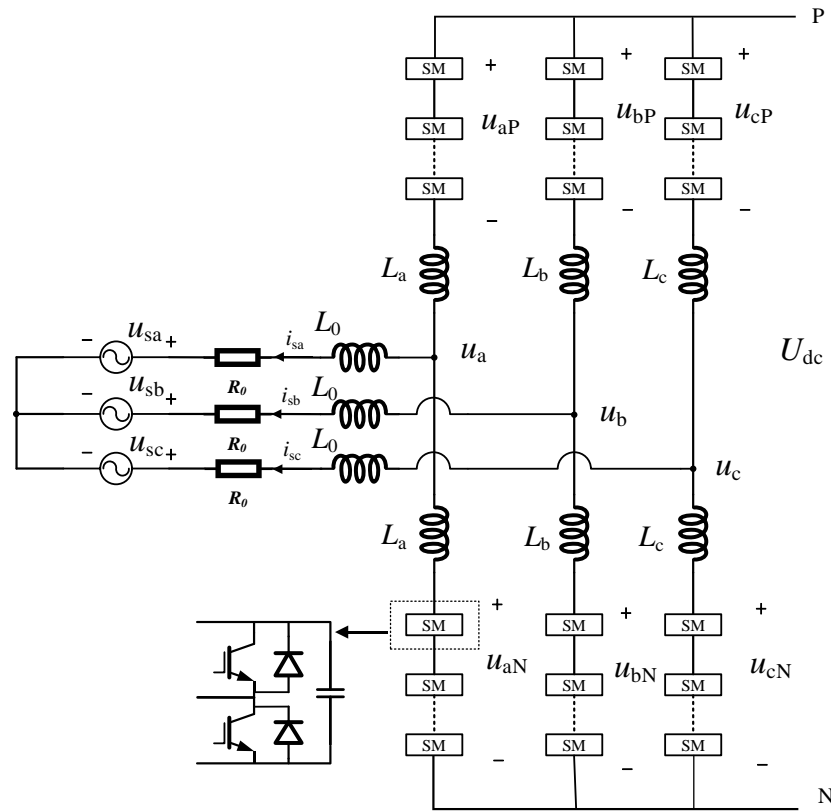 P
SM + SM + SM +
u_aP u_bP u_cP
SM SM SM
SM SM SM
− − −
L_a L_b L_c
− u_sa + R_0 i_sa L_0 u_a
U_dc
− u_sb + R_0 i_sb L_0 u_b
− u_sc + R_0 i_sc L_0 u_c
L_a L_b L_c
SM + SM + SM +
u_aN u_bN u_cN
SM SM SM
SM SM SM
− − −
N